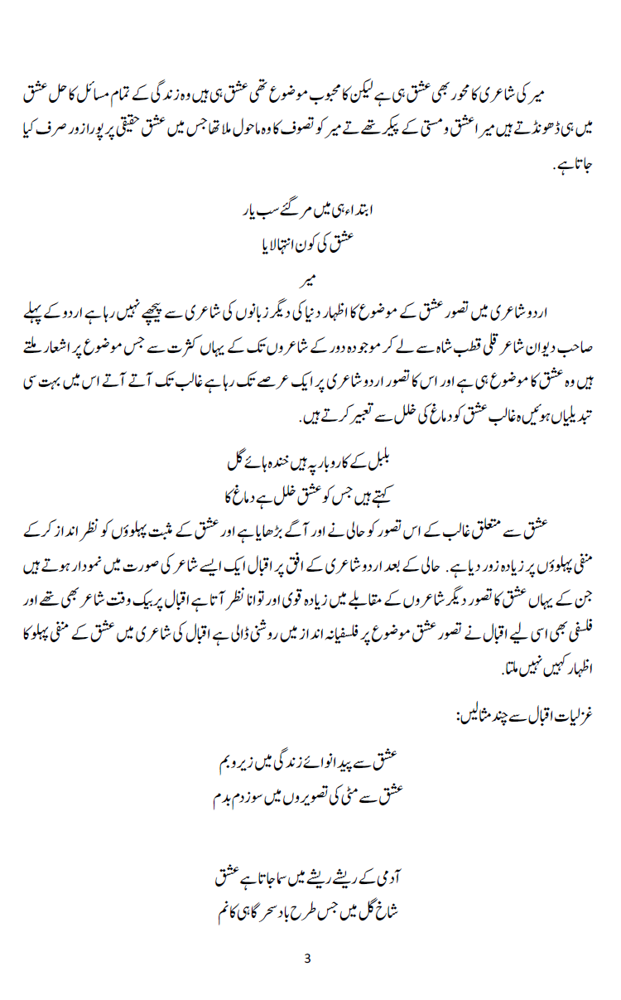 میر کی شاعری کا محور بھی عشق ہی ہے لیکن کا محبوب موضوع تھی عشق ہی ہیں وہ زندگی کے تمام مسائل کا حل عشق
میں ہی ڈھونڈتے ہیں میرا عشق و مستی کے پیکر تھے تے میر کو تصوف کا وہ ماحول ملا تھا جس میں عشق حقیقی پر پورا زور صرف کیا
جاتا ہے.
ابتداء ہی میں مر گئے سب یار
عشق کی کون انتہا لایا
میر
اردو شاعری میں تصور عشق کے موضوع کا اظہار دنیا کی دیگر زبانوں کی شاعری سے پیچھے نہیں رہا ہے اردو کے پہلے
صاحب دیوان شاعر قلی قطب شاہ سے لے کر موجودہ دور کے شاعروں تک کے یہاں کثرت سے جس موضوع پر اشعار ملتے
ہیں وہ عشق کا موضوع ہی ہے اور اس کا تصور اردو شاعری پر ایک عرصے تک رہا ہے غالب تک آتے آتے اس میں بہت سی
تبدیلیاں ہوئیں ہ غالب عشق کو دماغ کی خلل سے تعبیر کرتے ہیں.
بلبل کے کاروبار پہ ہیں خندہ ہائے گل
کہتے ہیں جس کو عشق خلل ہے دماغ کا
عشق سے متعلق غالب کے اس تصور کو حالی نے اور آگے بڑھایا ہے اور عشق کے مثبت پہلوؤں کو نظر انداز کر کے
منفی پہلوؤں پر زیادہ زور دیا ہے. حالی کے بعد اردو شاعری کے افق پر اقبال ایک ایسے شاعر کی صورت میں نمودار ہوتے ہیں
جن کے یہاں عشق کا تصور دیگر شاعروں کے مقابلے میں زیادہ قوی اور توانا نظر آتا ہے اقبال پر بیک وقت شاعر بھی تھے اور
فلسفی بھی اسی لیے اقبال نے تصور عشق موضوع پر فلسفیانہ انداز میں روشنی ڈالی ہے اقبال کی شاعری میں عشق کے منفی پہلو کا
اظہار کہیں نہیں ملتا.
غزلیات اقبال سے چند مثالیں:
عشق سے پیدا نوائے زندگی میں زیر و بم
عشق سے مٹی کی تصویروں میں سوز دم بدم
آدمی کے ریشے ریشے میں سما جاتا ہے عشق
شاخ گل میں جس طرح باد سحر گاہی کا نم
3